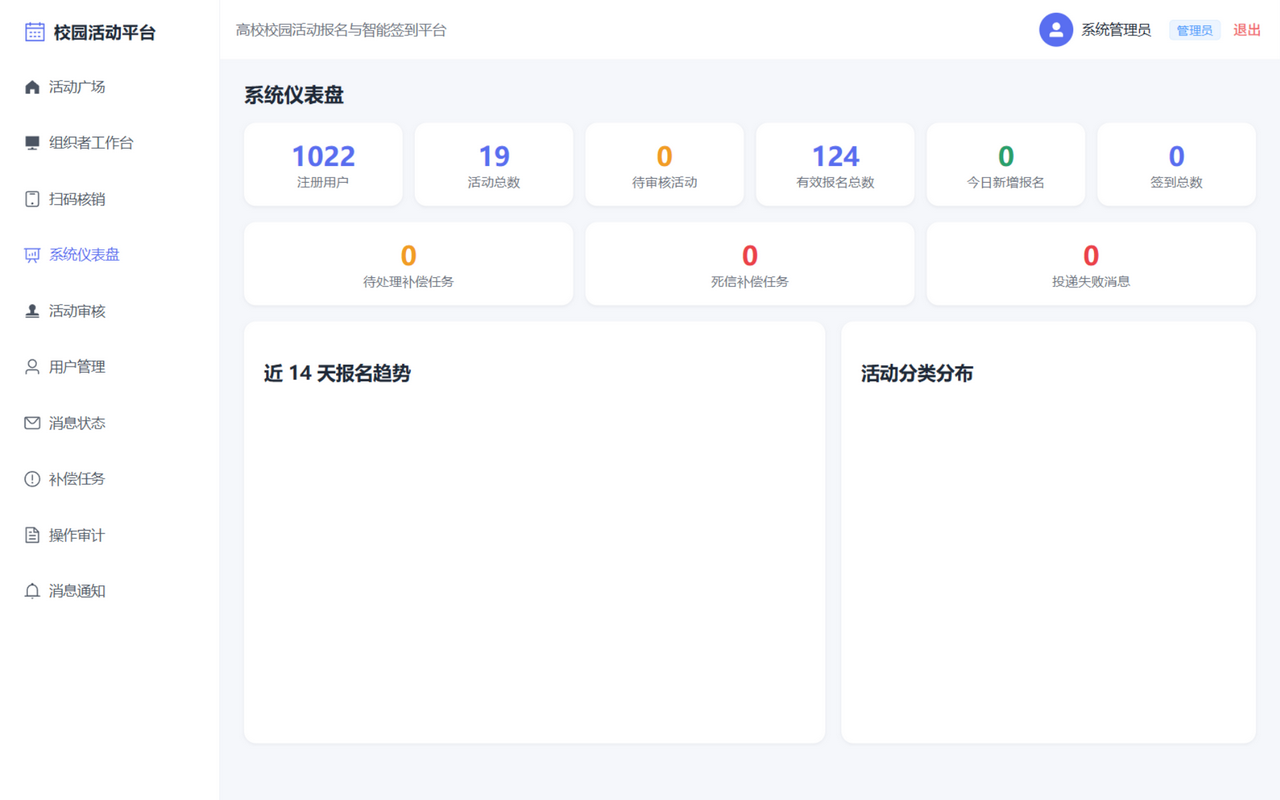 校园活动平台
高校校园活动报名与智能签到平台
系统管理员
管理员
退出
活动广场
组织者工作台
扫码核销
系统仪表盘
活动审核
用户管理
消息状态
补偿任务
操作审计
消息通知
系统仪表盘
1022
注册用户
19
活动总数
0
待审核活动
124
有效报名总数
0
今日新增报名
0
签到总数
0
待处理补偿任务
0
死信补偿任务
0
投递失败消息
近 14 天报名趋势
活动分类分布